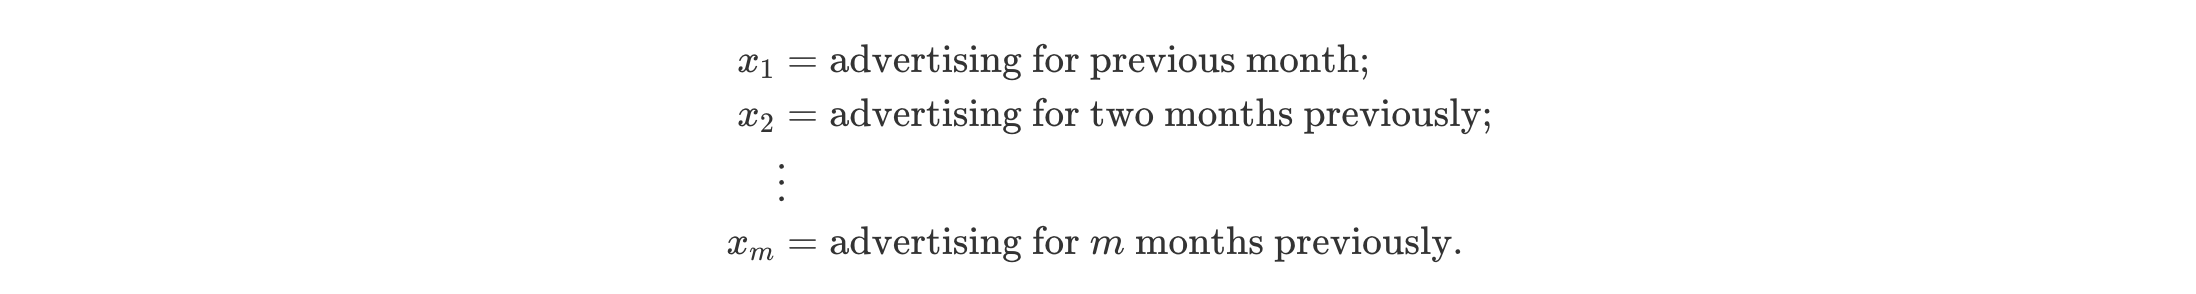 x₁ = advertising for previous month;
x₂ = advertising for two months previously;
⋮
xₘ = advertising for m months previously.